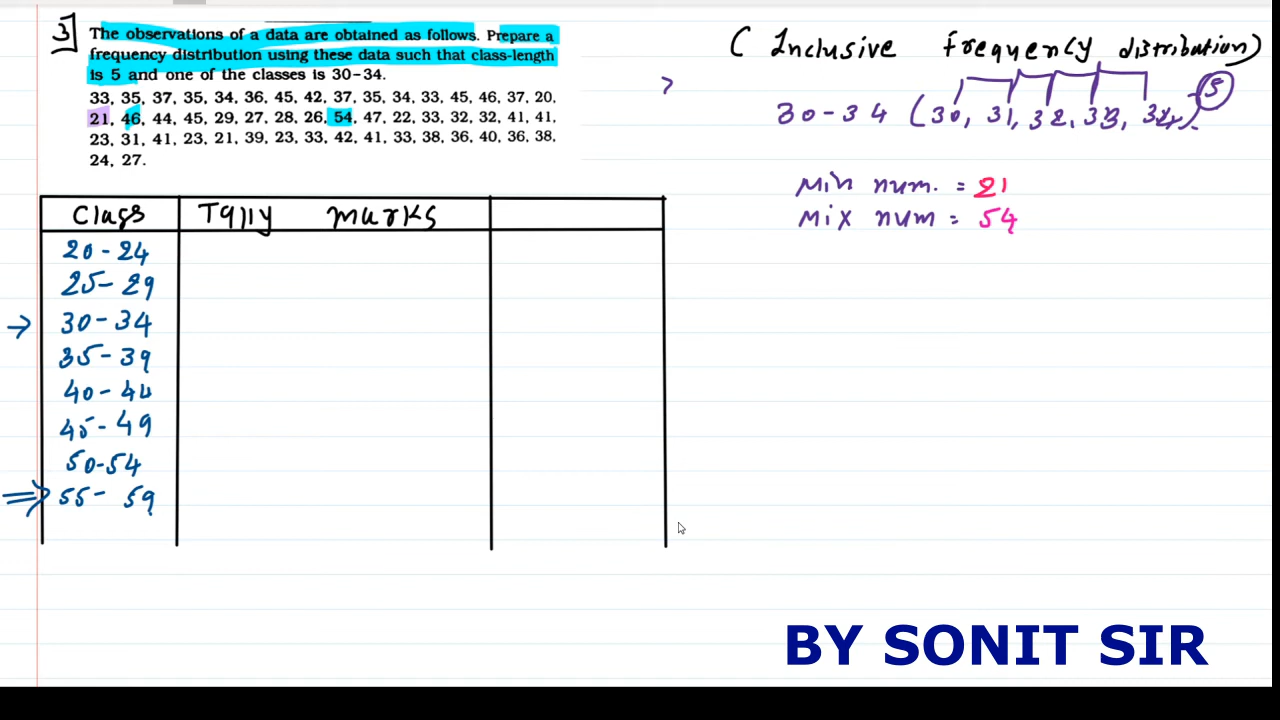 3]
The observations of a data are obtained as follows. Prepare a
frequency distribution using these data such that class-length
is 5 and one of the classes is 30-34.
33, 35, 37, 35, 34, 36, 45, 42, 37, 35, 34, 33, 45, 46, 37, 20,
21, 46, 44, 45, 29, 27, 28, 26, 54, 47, 22, 33, 32, 32, 41, 41,
23, 31, 41, 23, 21, 39, 23, 33, 42, 41, 33, 38, 36, 40, 36, 38,
24, 27.
( Inclusive frequency distribution)
30-34 (30, 31, 32, 33, 34). 5
Min num. = 21
Mix num = 54
Class Tally marks
20-24
25-29
→ 30-34
35-39
40-44
45-49
50-54
⇒ 55-59
BY SONIT SIR